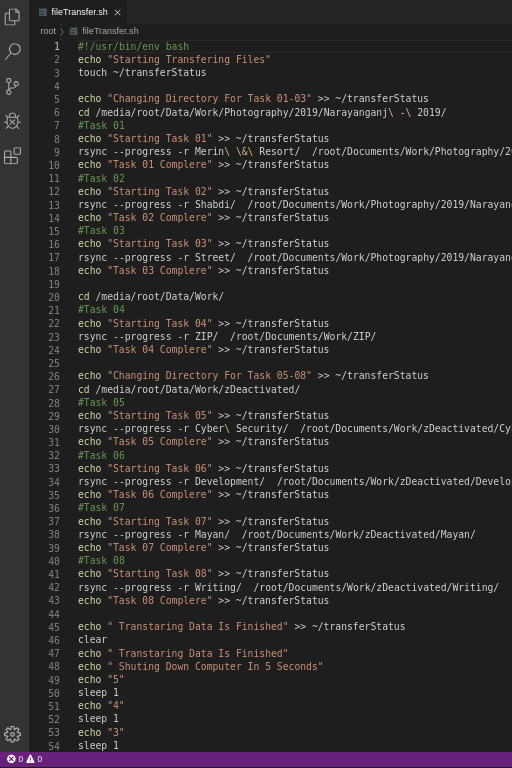 fileTransfer.sh ×
root 〉 fileTransfer.sh
1 #!/usr/bin/env bash
2 echo "Starting Transfering Files"
3 touch ~/transferStatus
4
5 echo "Changing Directory For Task 01-03" >> ~/transferStatus
6 cd /media/root/Data/Work/Photography/2019/Narayanganj\ -\ 2019/
7 #Task 01
8 echo "Starting Task 01" >> ~/transferStatus
9 rsync --progress -r Merin\ \&\ Resort/  /root/Documents/Work/Photography/20
10 echo "Task 01 Complere" >> ~/transferStatus
11 #Task 02
12 echo "Starting Task 02" >> ~/transferStatus
13 rsync --progress -r Shabdi/  /root/Documents/Work/Photography/2019/Narayan
14 echo "Task 02 Complere" >> ~/transferStatus
15 #Task 03
16 echo "Starting Task 03" >> ~/transferStatus
17 rsync --progress -r Street/  /root/Documents/Work/Photography/2019/Narayan
18 echo "Task 03 Complere" >> ~/transferStatus
19
20 cd /media/root/Data/Work/
21 #Task 04
22 echo "Starting Task 04" >> ~/transferStatus
23 rsync --progress -r ZIP/  /root/Documents/Work/ZIP/
24 echo "Task 04 Complere" >> ~/transferStatus
25
26 echo "Changing Directory For Task 05-08" >> ~/transferStatus
27 cd /media/root/Data/Work/zDeactivated/
28 #Task 05
29 echo "Starting Task 05" >> ~/transferStatus
30 rsync --progress -r Cyber\ Security/  /root/Documents/Work/zDeactivated/Cy
31 echo "Task 05 Complere" >> ~/transferStatus
32 #Task 06
33 echo "Starting Task 06" >> ~/transferStatus
34 rsync --progress -r Development/  /root/Documents/Work/zDeactivated/Develo
35 echo "Task 06 Complere" >> ~/transferStatus
36 #Task 07
37 echo "Starting Task 07" >> ~/transferStatus
38 rsync --progress -r Mayan/  /root/Documents/Work/zDeactivated/Mayan/
39 echo "Task 07 Complere" >> ~/transferStatus
40 #Task 08
41 echo "Starting Task 08" >> ~/transferStatus
42 rsync --progress -r Writing/  /root/Documents/Work/zDeactivated/Writing/
43 echo "Task 08 Complere" >> ~/transferStatus
44
45 echo " Transtaring Data Is Finished" >> ~/transferStatus
46 clear
47 echo " Transtaring Data Is Finished"
48 echo " Shuting Down Computer In 5 Seconds"
49 echo "5"
50 sleep 1
51 echo "4"
52 sleep 1
53 echo "3"
54 sleep 1
0 0